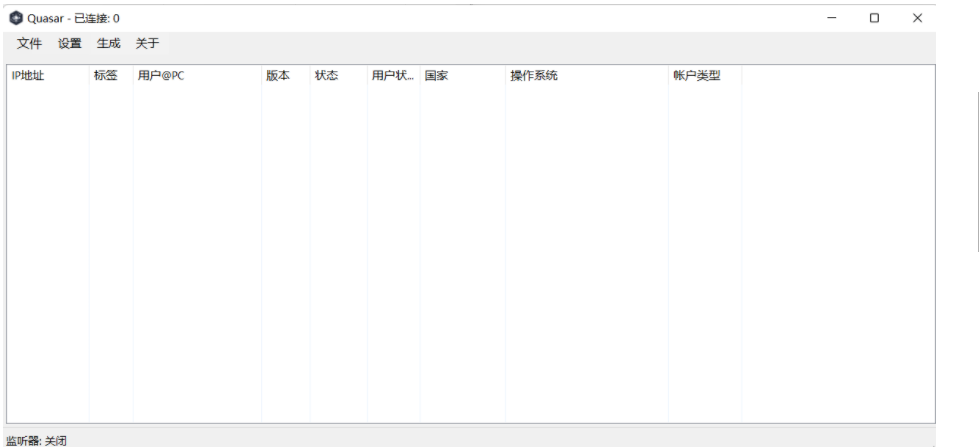 Quasar - 已连接: 0
文件 设置 生成 关于
IP地址 标签 用户@PC 版本 状态 用户状... 国家 操作系统 帐户类型
监听器: 关闭